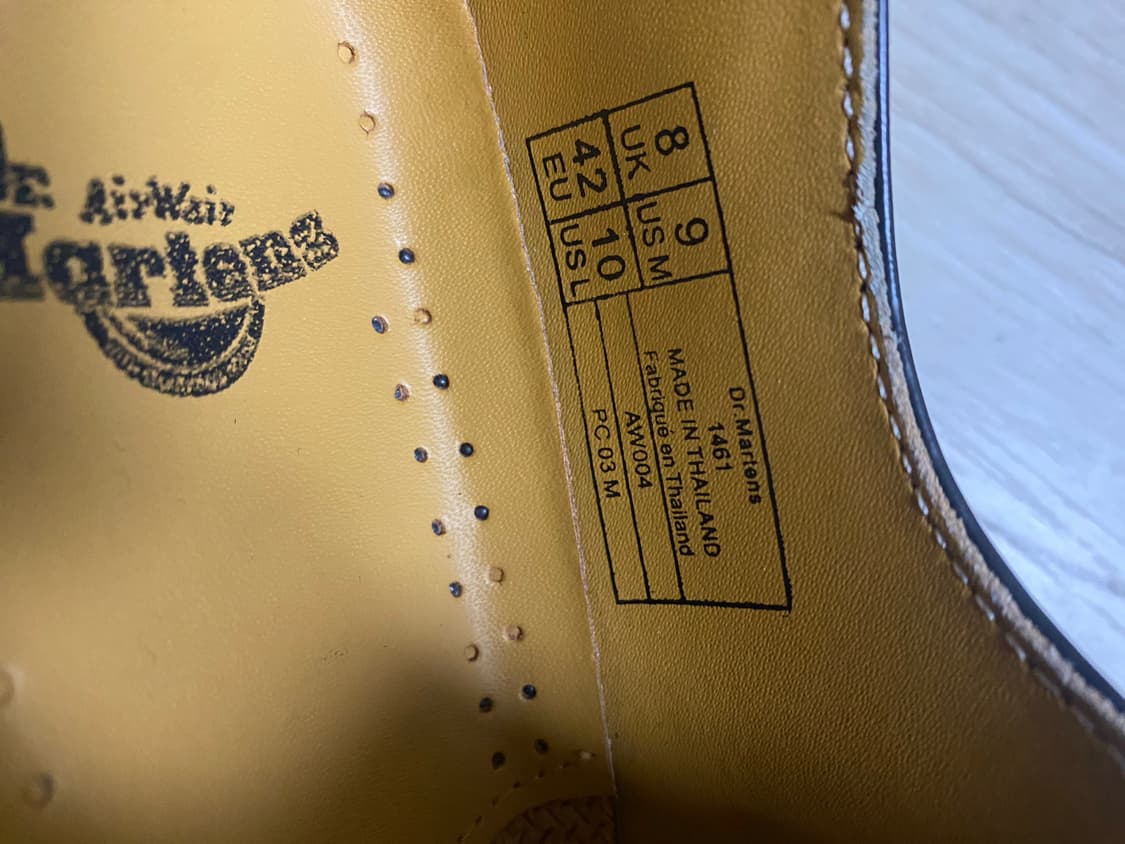 AirWair
Martens
8
UK
9
US M
42
EU
10
US L
Dr.Martens
1461
MADE IN THAILAND
Fabriqué en Thailand
AW004
PC 03 M